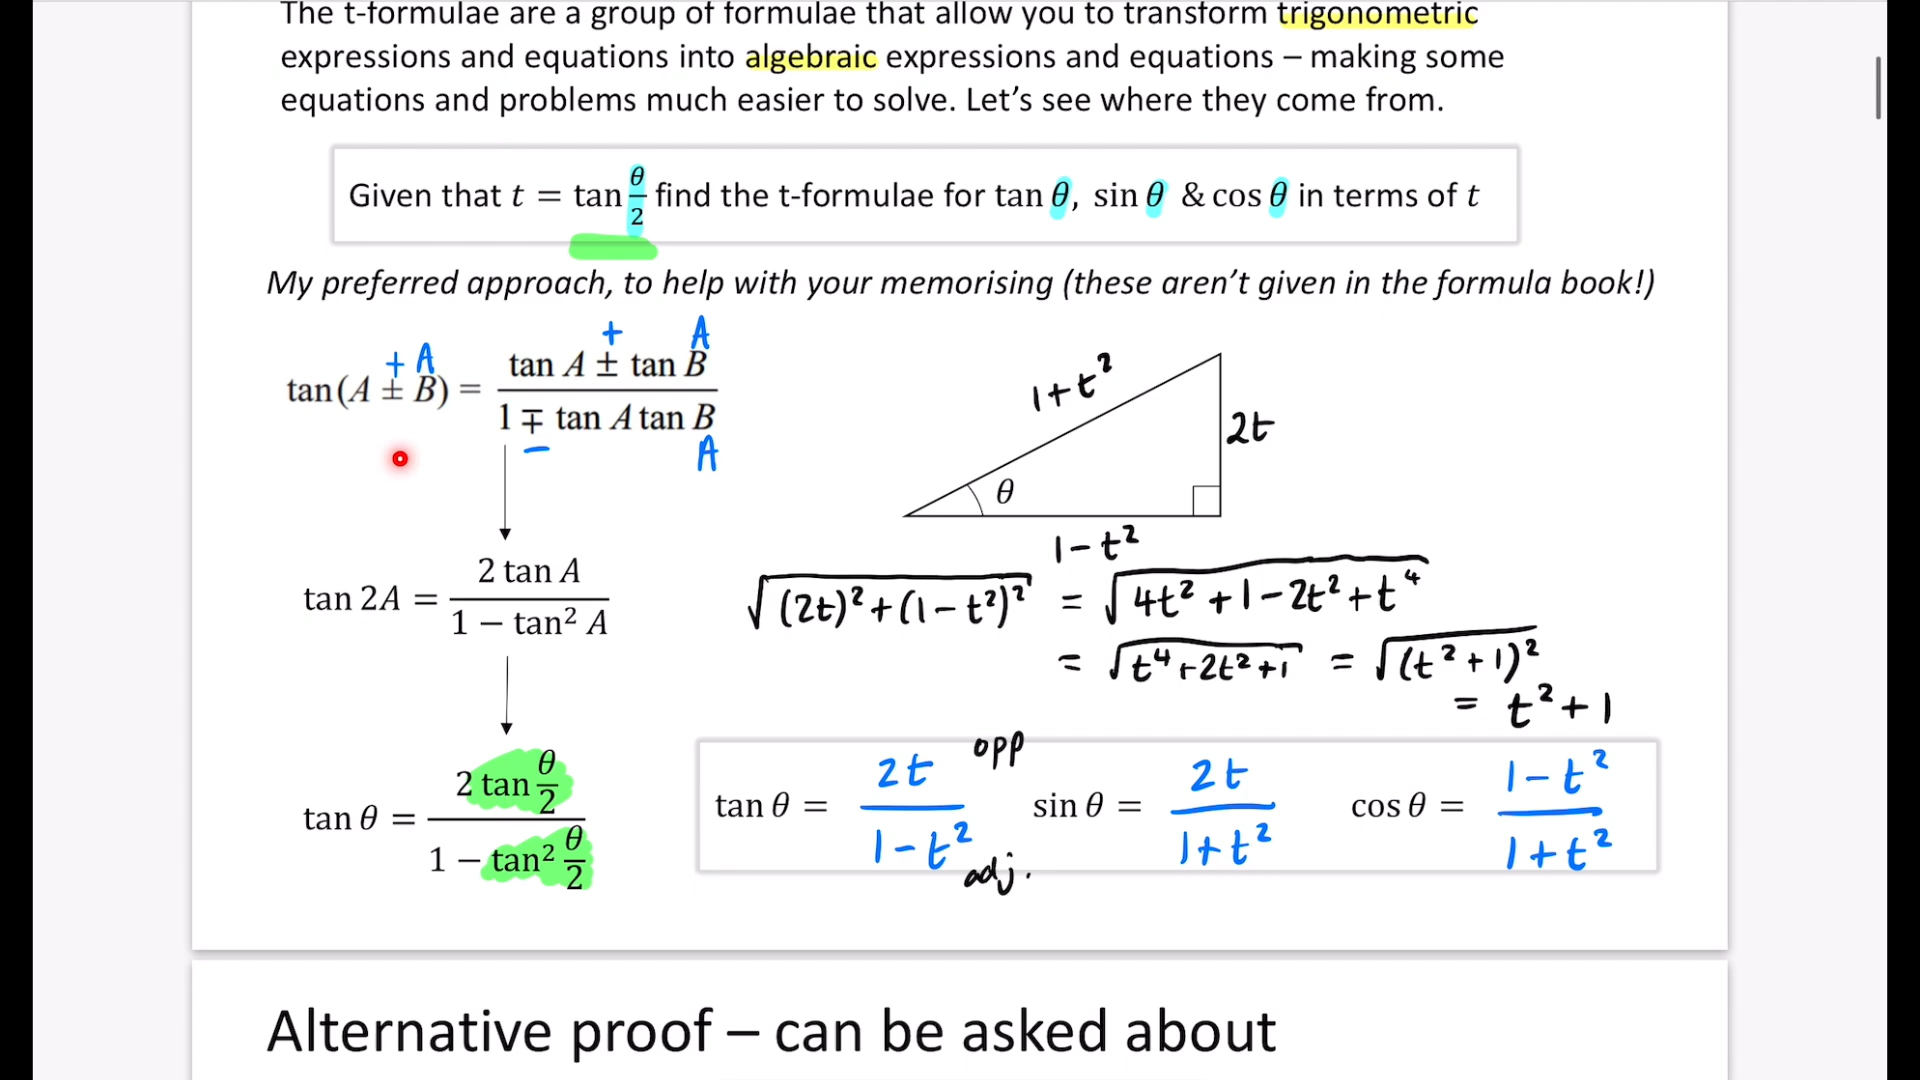 The t-formulae are a group of formulae that allow you to transform trigonometric
expressions and equations into algebraic expressions and equations – making some
equations and problems much easier to solve. Let's see where they come from.
Given that t = tan θ/2 find the t-formulae for tan θ, sin θ & cos θ in terms of t
My preferred approach, to help with your memorising (these aren't given in the formula book!)
+ A
+ A
tan(A ± B) = (tan A ± tan B)/(1 ∓ tan A tan B)
− A
1+t²
2t
θ
1−t²
tan 2A = (2 tan A)/(1 − tan² A)
√((2t)²+(1−t²)²) = √(4t²+1−2t²+t⁴)
= √(t⁴+2t²+1) = √((t²+1)²)
= t²+1
tan θ = (2 tan θ/2)/(1 − tan² θ/2)
tan θ = 2t/(1−t²) opp adj.
sin θ = 2t/(1+t²)
cos θ = (1−t²)/(1+t²)
Alternative proof – can be asked about